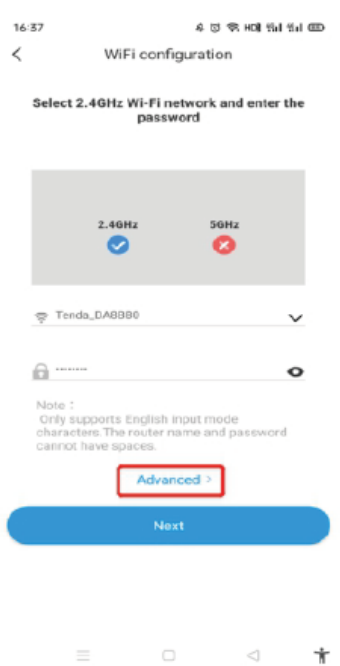 16:37
WiFi configuration
Select 2.4GHz Wi-Fi network and enter the
password
2.4GHz 5GHz
Tenda_DA8BB0
--------
Note :
Only supports English input mode
characters.The router name and password
cannot have spaces.
Advanced >
Next